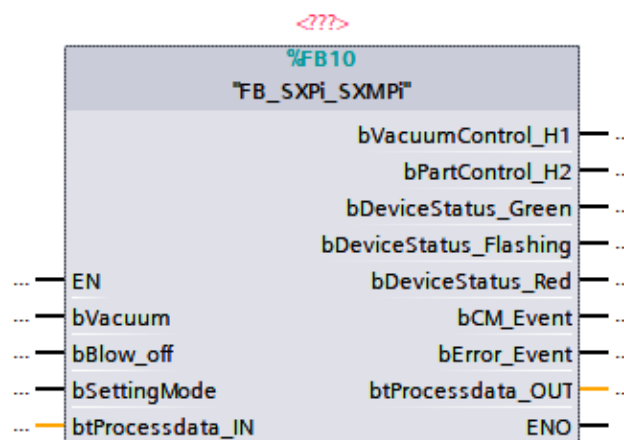 <???>
%FB10
"FB_SXPi_SXMPi"
bVacuumControl_H1
...
bPartControl_H2
...
bDeviceStatus_Green
...
bDeviceStatus_Flashing
...
... EN
bDeviceStatus_Red
...
... bVacuum
bCM_Event
...
... bBlow_off
bError_Event
...
... bSettingMode
btProcessdata_OUT
...
... btProcessdata_IN
ENO